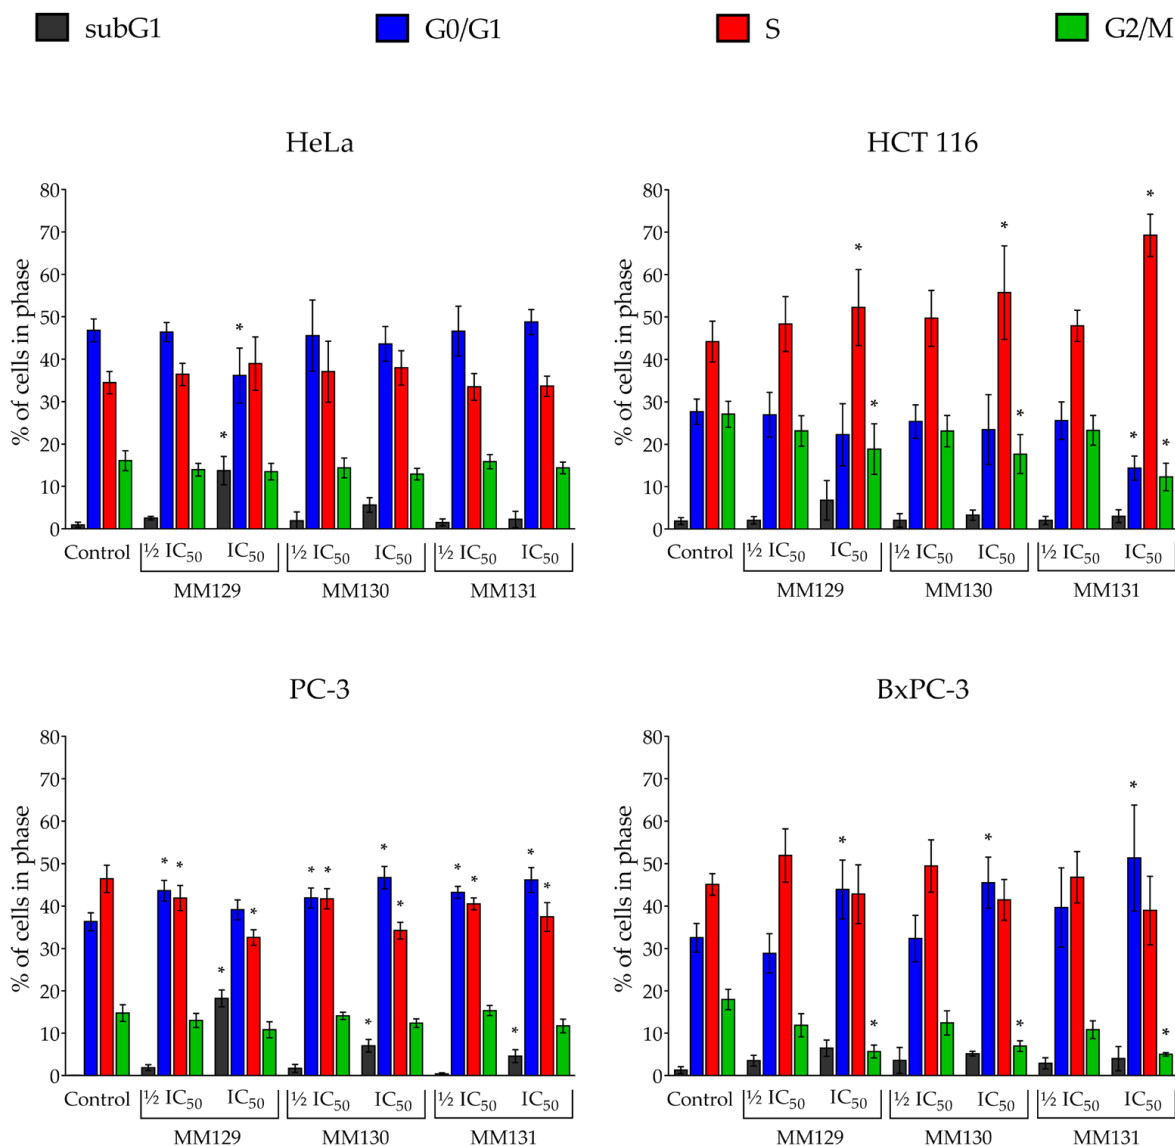 subG1 G0/G1 S G2/M
HeLa
% of cells in phase
80
70
60
50
40
30
20
10
0
* *
Control ½ IC50 IC50 ½ IC50 IC50 ½ IC50 IC50
MM129 MM130 MM131
HCT 116
% of cells in phase
80
70
60
50
40
30
20
10
0
* * * * * * *
½ IC50 IC50 ½ IC50 IC50 ½ IC50 IC50
Control
MM129 MM130 MM131
PC-3
% of cells in phase
80
70
60
50
40
30
20
10
0
* * * * * * * * * * * * *
Control ½ IC50 IC50 ½ IC50 IC50 ½ IC50 IC50
MM129 MM130 MM131
BxPC-3
% of cells in phase
80
70
60
50
40
30
20
10
0
* * * * * *
Control ½ IC50 IC50 ½ IC50 IC50 ½ IC50 IC50
MM129 MM130 MM131